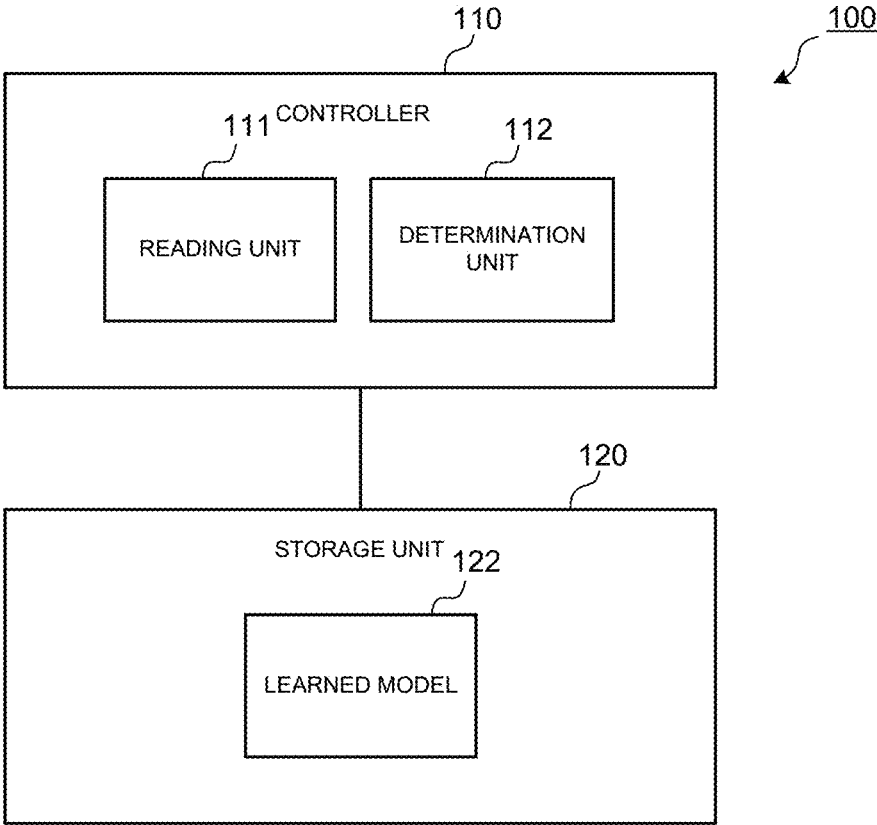 100
110
CONTROLLER
111
112
READING UNIT
DETERMINATION
UNIT
120
STORAGE UNIT
122
LEARNED MODEL